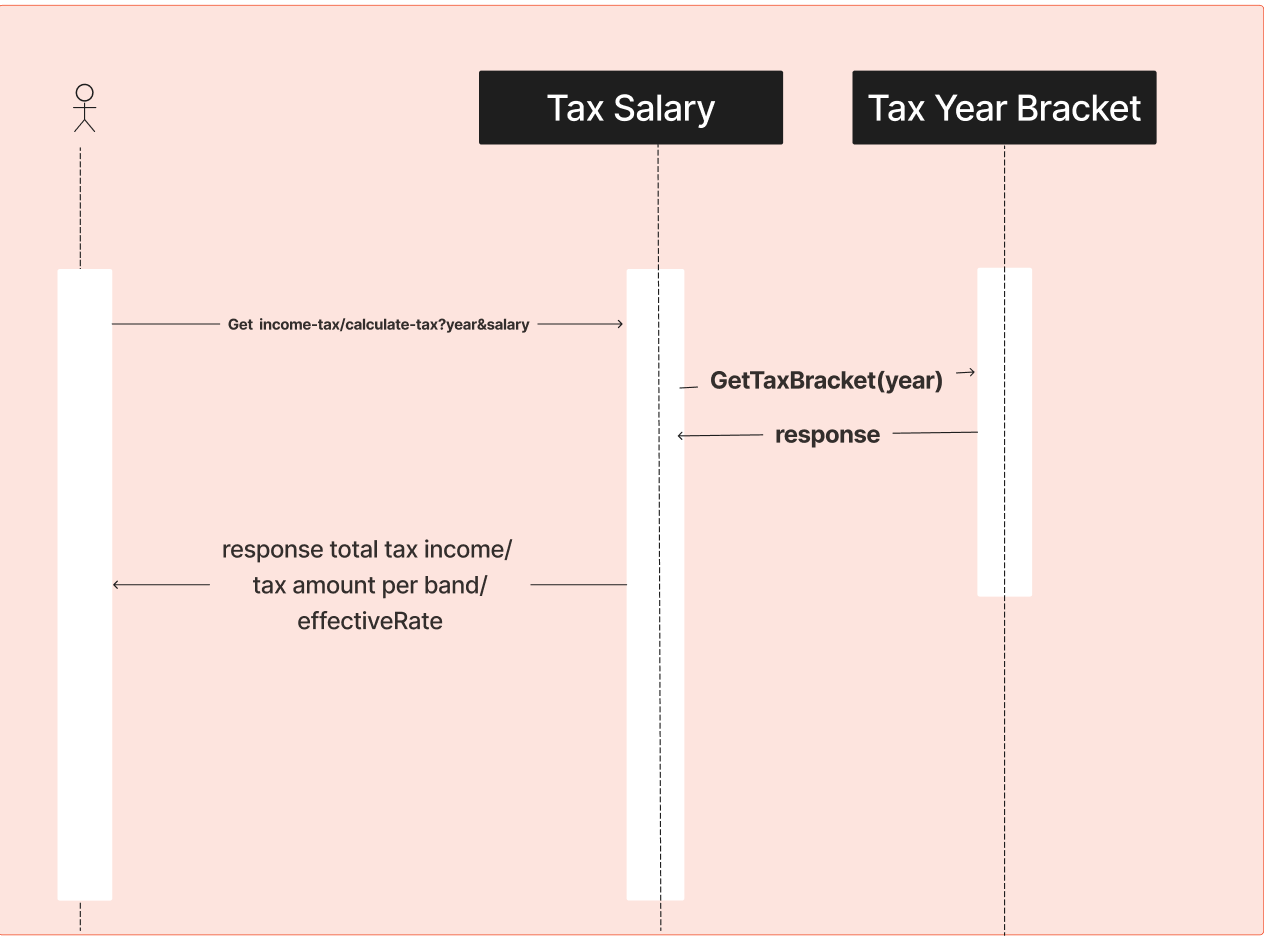 Tax Salary
Tax Year Bracket
Get income-tax/calculate-tax?year&salary
GetTaxBracket(year)
response
response total tax income/
tax amount per band/
effectiveRate